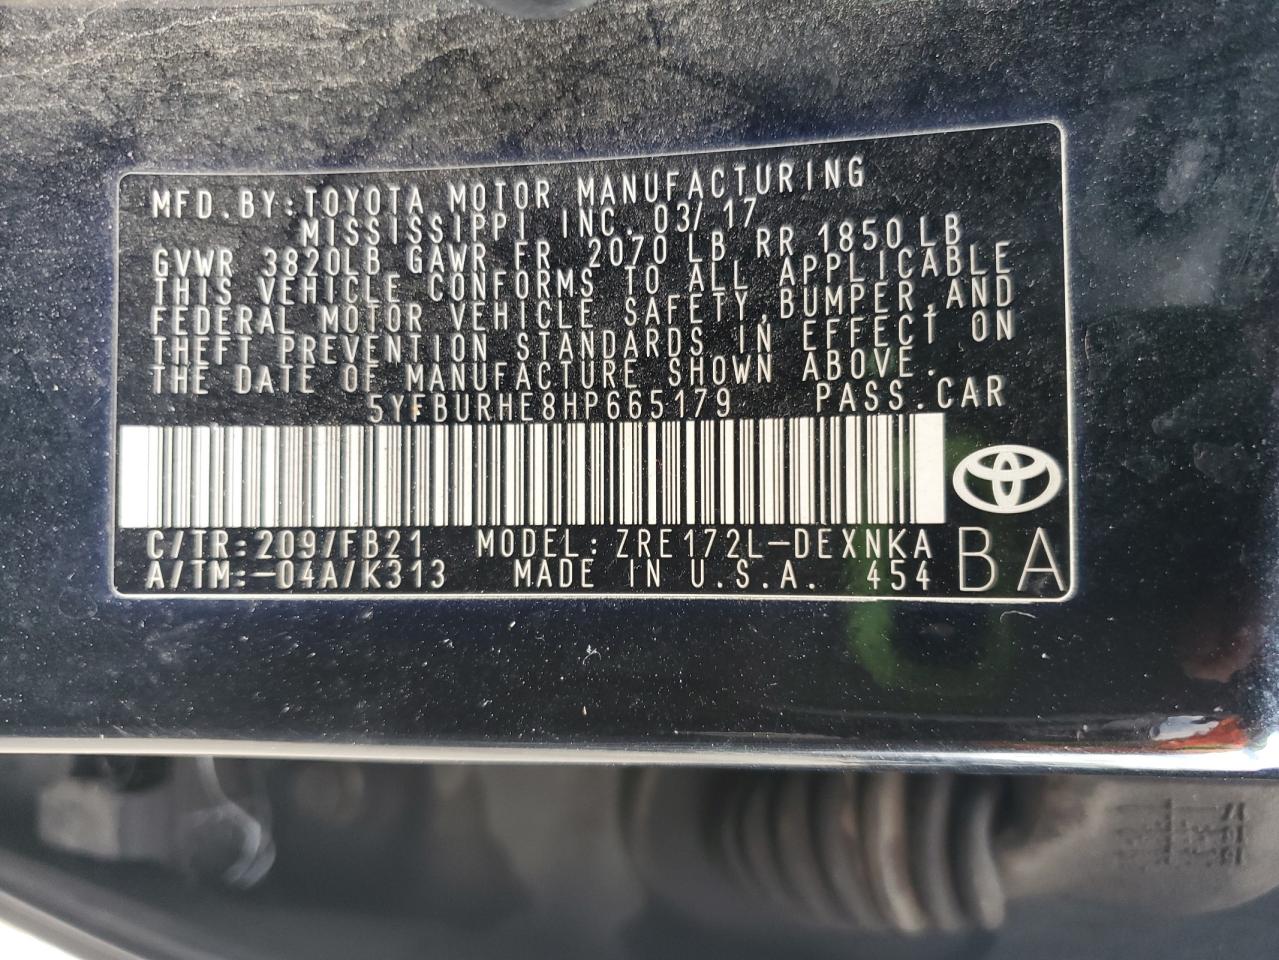 MFD.BY:TOYOTA MOTOR MANUFACTURING
MISSISSIPPI INC. 03/17
GVWR 3820LB GAWR FR 2070 LB RR 1850LB
THIS VEHICLE CONFORMS TO ALL APPLICABLE
FEDERAL MOTOR VEHICLE SAFETY,BUMPER,AND
THEFT PREVENTION STANDARDS IN EFFECT ON
THE DATE OF MANUFACTURE SHOWN ABOVE.
5YFBURHE8HP665179 PASS.CAR
C/TR:209/FB21 MODEL:ZRE172L-DEXNKA
A/TM:-04A/K313 MADE IN U.S.A. 454
BA